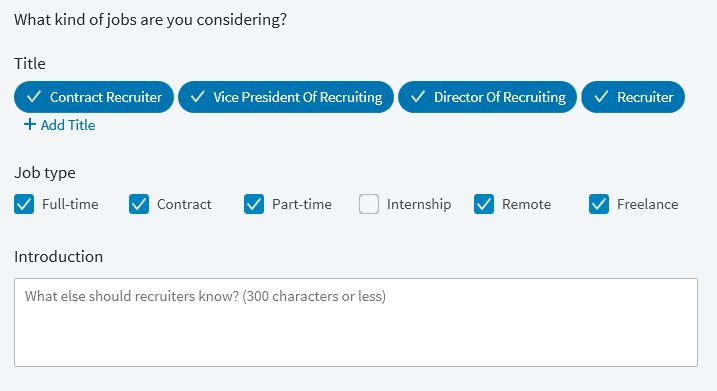 What kind of jobs are you considering?
Title
Contract Recruiter Vice President Of Recruiting Director Of Recruiting Recruiter
+ Add Title
Job type
Full-time Contract Part-time Internship Remote Freelance
Introduction
What else should recruiters know? (300 characters or less)